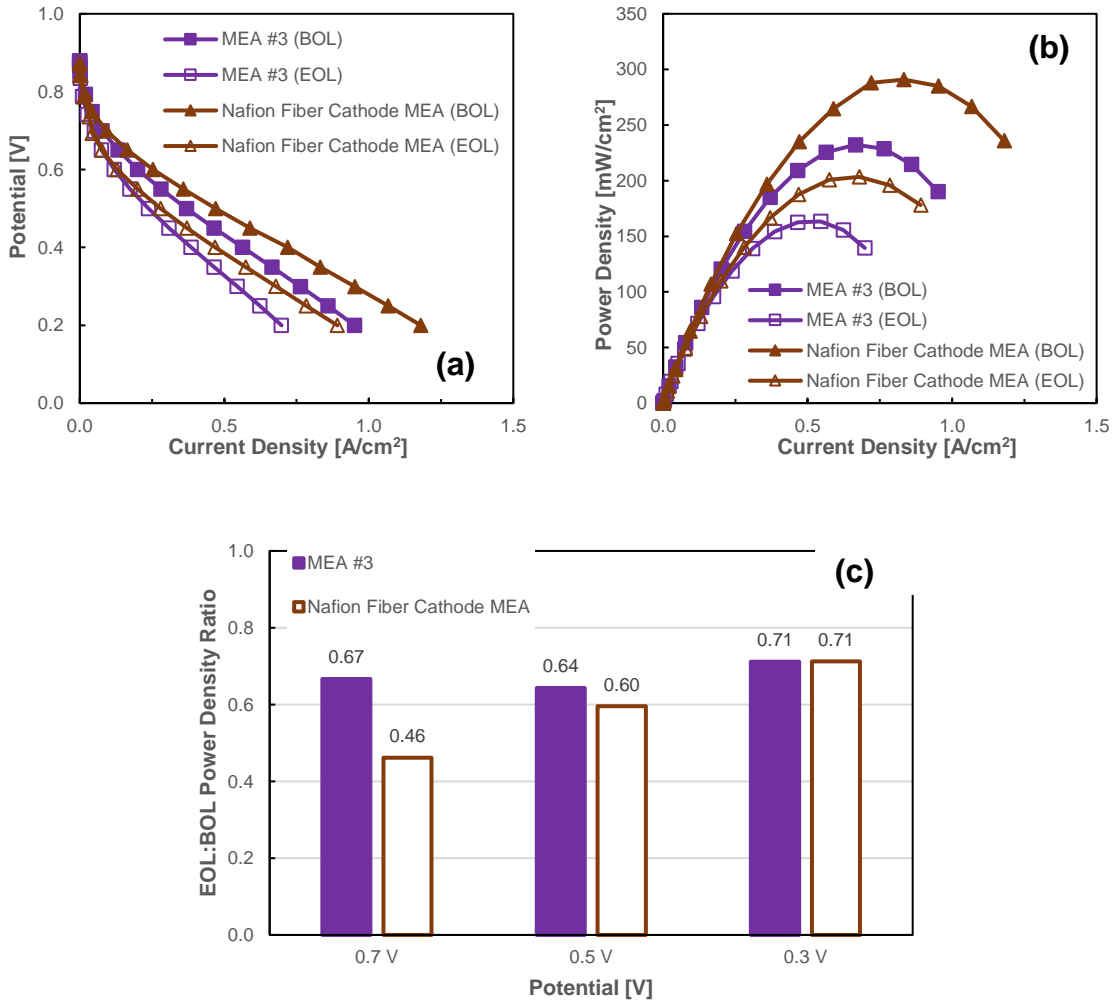 (a)
Potential [V]
1.0
0.8
0.6
0.4
0.2
0.0
MEA #3 (BOL)
MEA #3 (EOL)
Nafion Fiber Cathode MEA (BOL)
Nafion Fiber Cathode MEA (EOL)
0.0 0.5 1.0 1.5
Current Density [A/cm²]
(b)
Power Density [mW/cm²]
350
300
250
200
150
100
50
0
MEA #3 (BOL)
MEA #3 (EOL)
Nafion Fiber Cathode MEA (BOL)
Nafion Fiber Cathode MEA (EOL)
0.0 0.5 1.0 1.5
Current Density [A/cm²]
(c)
EOL:BOL Power Density Ratio
1.0
0.8
0.6
0.4
0.2
0.0
MEA #3
Nafion Fiber Cathode MEA
0.67
0.46
0.64
0.60
0.71
0.71
0.7 V 0.5 V 0.3 V
Potential [V]